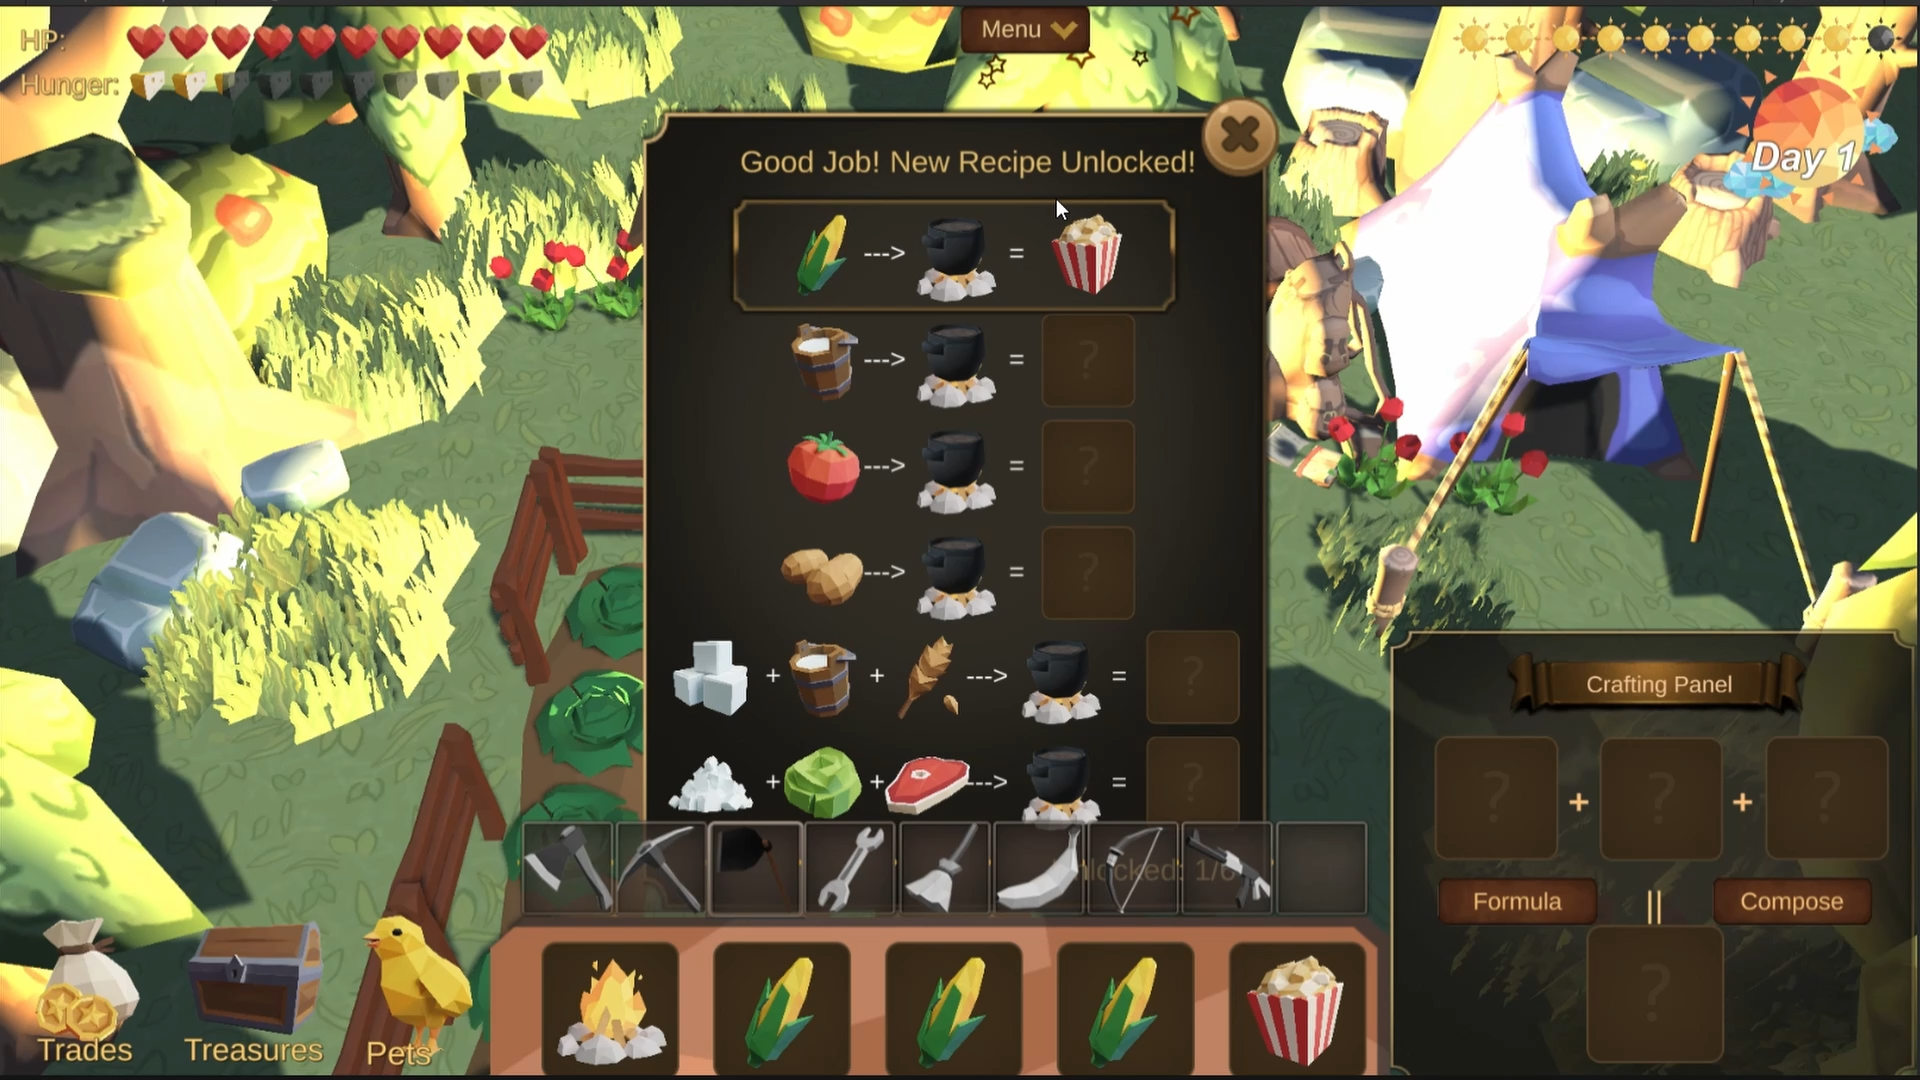 HP:
Menu
Hunger:
Good Job! New Recipe Unlocked!
Day 1
--->
=
--->
=
?
--->
=
?
--->
=
?
+
+
--->
=
?
+
+
--->
=
?
Crafting Panel
?
+
?
+
?
Formula
||
Compose
?
Trades
Treasures
Pets